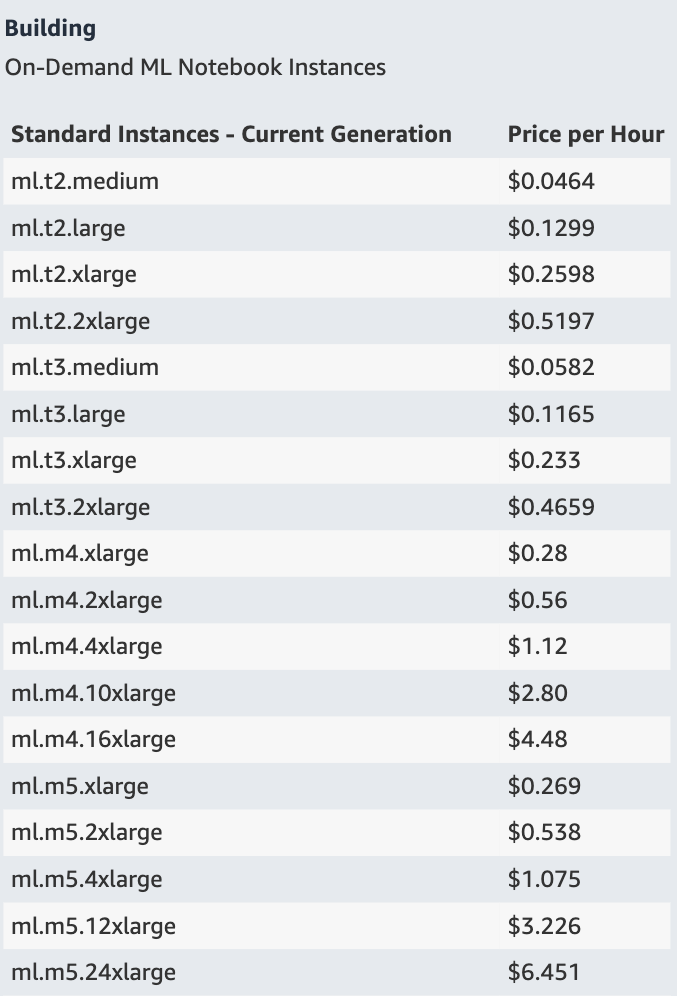 Building
On-Demand ML Notebook Instances
Standard Instances - Current Generation Price per Hour
ml.t2.medium $0.0464
ml.t2.large $0.1299
ml.t2.xlarge $0.2598
ml.t2.2xlarge $0.5197
ml.t3.medium $0.0582
ml.t3.large $0.1165
ml.t3.xlarge $0.233
ml.t3.2xlarge $0.4659
ml.m4.xlarge $0.28
ml.m4.2xlarge $0.56
ml.m4.4xlarge $1.12
ml.m4.10xlarge $2.80
ml.m4.16xlarge $4.48
ml.m5.xlarge $0.269
ml.m5.2xlarge $0.538
ml.m5.4xlarge $1.075
ml.m5.12xlarge $3.226
ml.m5.24xlarge $6.451